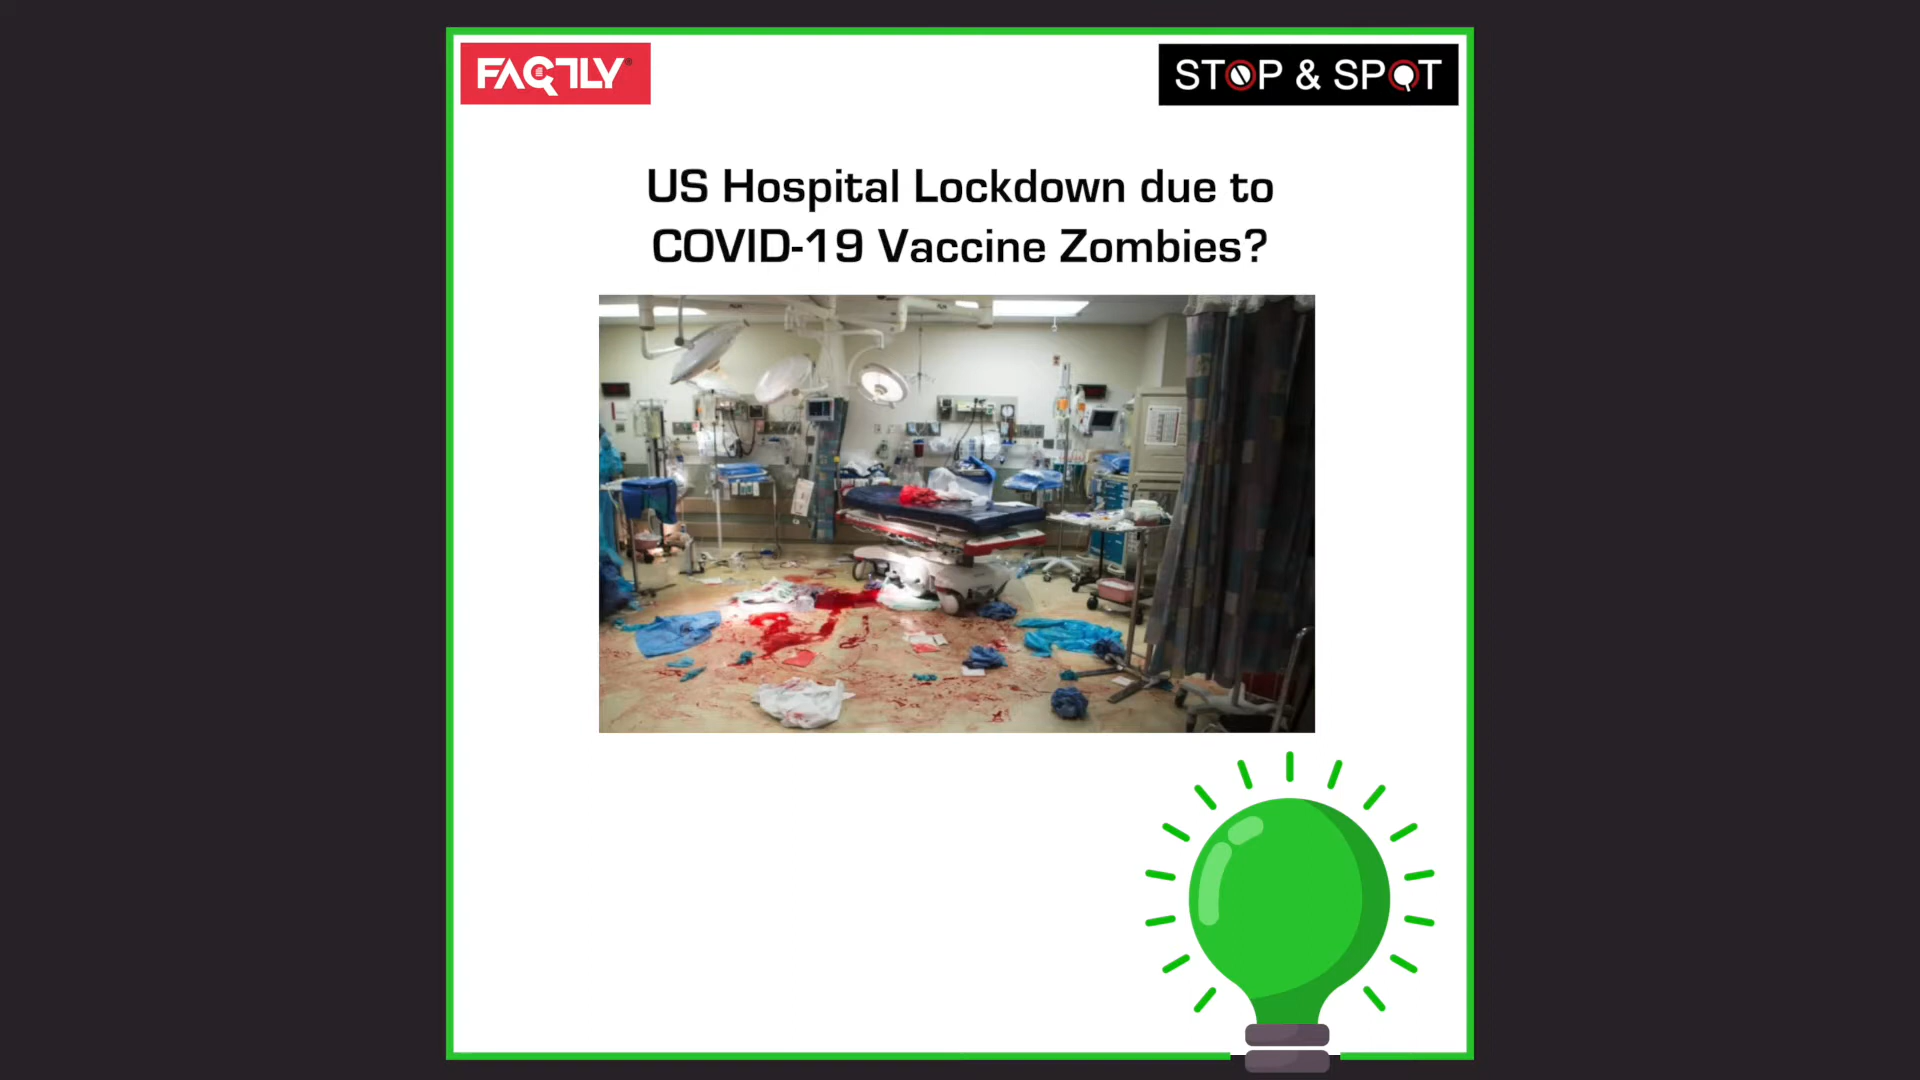 FACTLY
STOP & SPOT
US Hospital Lockdown due to
COVID-19 Vaccine Zombies?